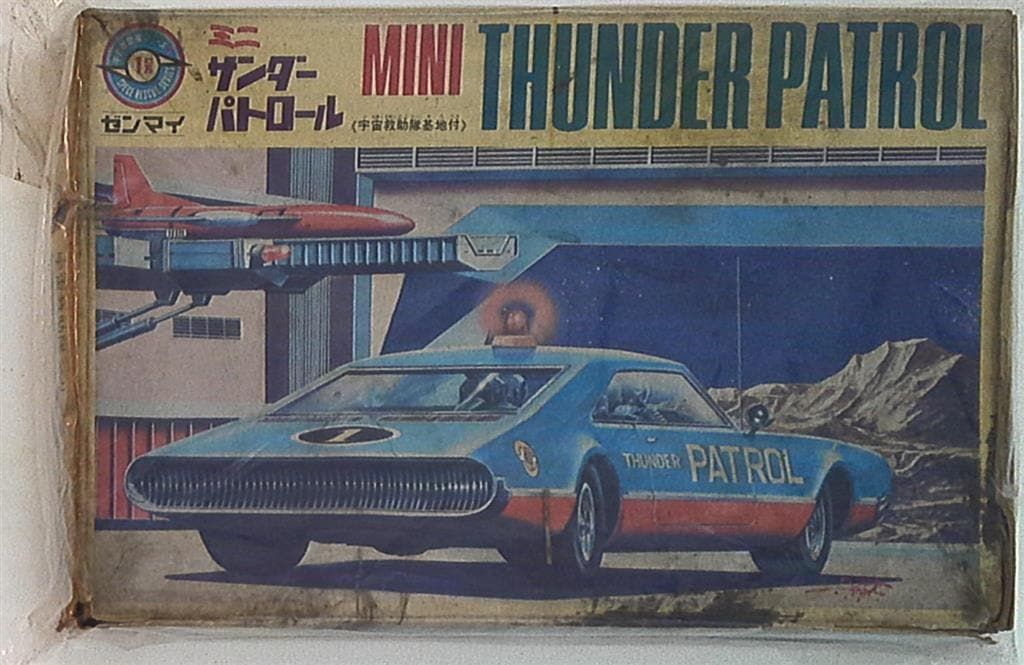 ミニ
サンダー
パトロール
ゼンマイ
MINI THUNDER PATROL
(宇宙救助隊基地付)
1
THUNDER PATROL